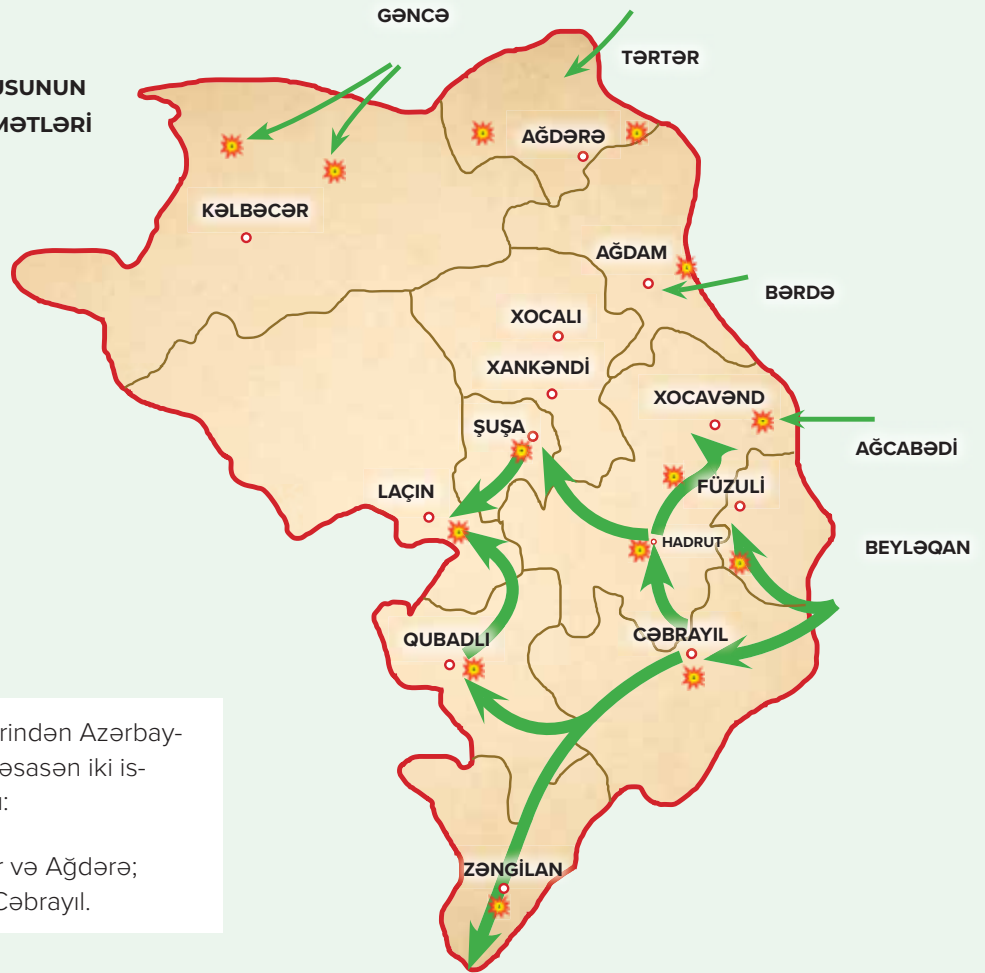 GƏNCƏ
TƏRTƏR
USUNUN
MƏTLƏRİ
AĞDƏRƏ
KƏLBƏCƏR
AĞDAM
BƏRDƏ
XOCALI
XANKƏNDİ
XOCAVƏND
ŞUŞA
AĞCABƏDİ
LAÇIN
FÜZULİ
HADRUT
BEYLƏQAN
QUBADLI
CƏBRAYIL
ZƏNGİLAN
rindən Azərbay-
əsasən iki is-
r və Ağdərə;
Cəbrayıl.